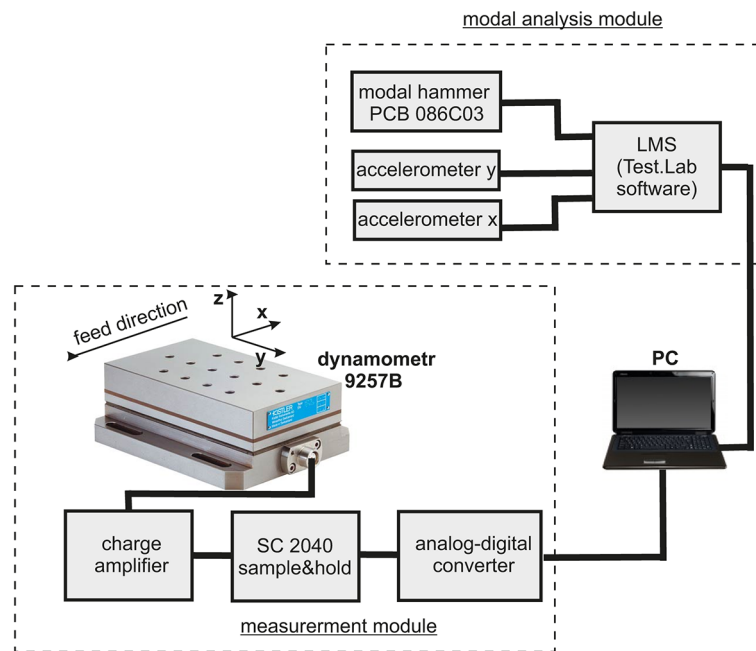 modal analysis module
modal hammer
PCB 086C03
accelerometer y
accelerometer x
LMS
(Test.Lab
software)
feed direction
z
x
y
dynamometr
9257B
KISTLER
PC
charge
amplifier
SC 2040
sample&hold
analog-digital
converter
measurerment module